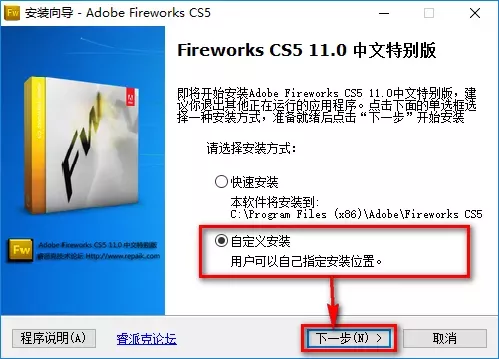 安装向导 - Adobe Fireworks CS5
Fireworks CS5 11.0 中文特别版
即将开始安装Adobe Fireworks CS5 11.0中文特别版，建
议你退出其他正在运行的应用程序。点击下面的单选框选
择一种安装方式，准备就绪后点击“下一步”开始安装
请选择安装方式：
快速安装
本软件将安装到：
C:\Program Files (x86)\Adobe\Fireworks CS5
自定义安装
用户可以自己指定安装位置。
Fw
Fw
Adobe Fireworks CS5 11.0 中文特别版
睿派克技术论坛 Http://www.repaik.com
程序说明(A)
睿派克论坛
下一步(N) >
取消